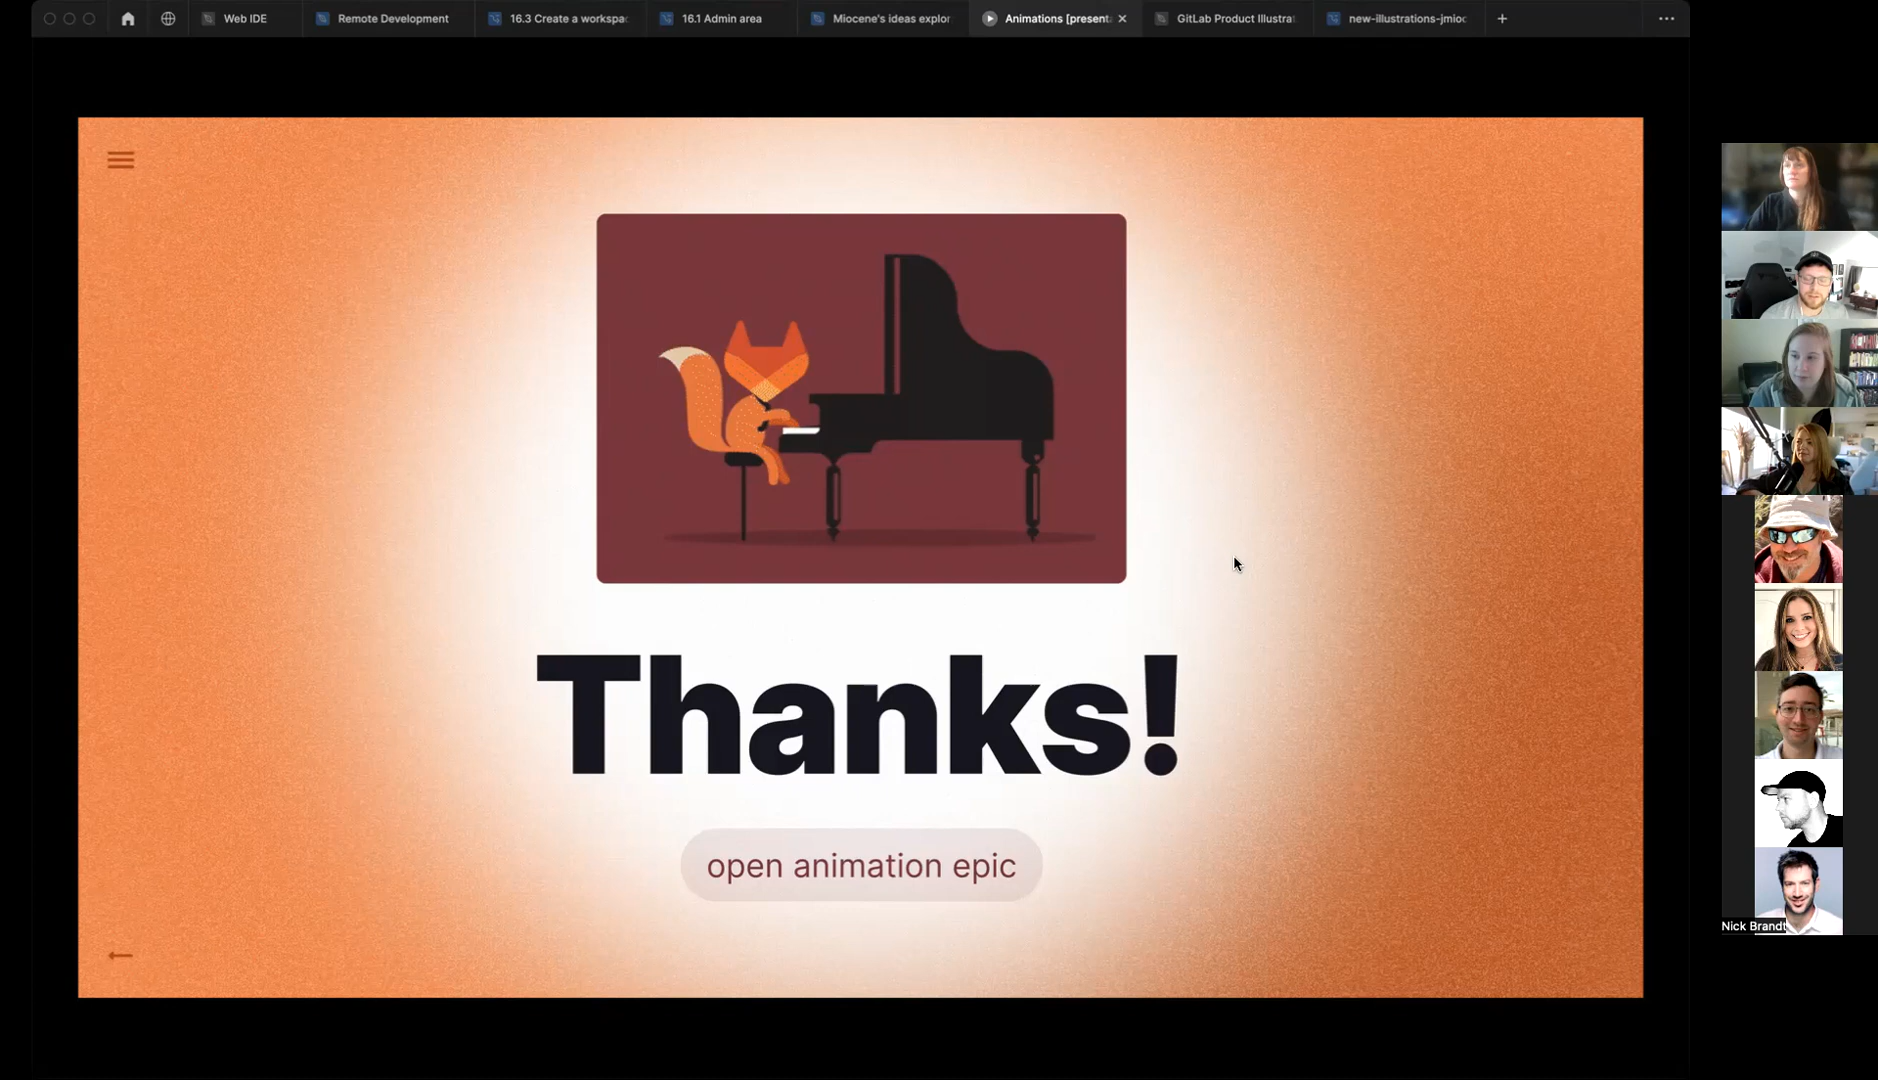 Web IDE
Remote Development
16.3 Create a workspac
16.1 Admin area
Miocene's ideas explor
Animations [present
GitLab Product Illustra
new-illustrations-jmioc
Thanks!
open animation epic
Nick Brandt